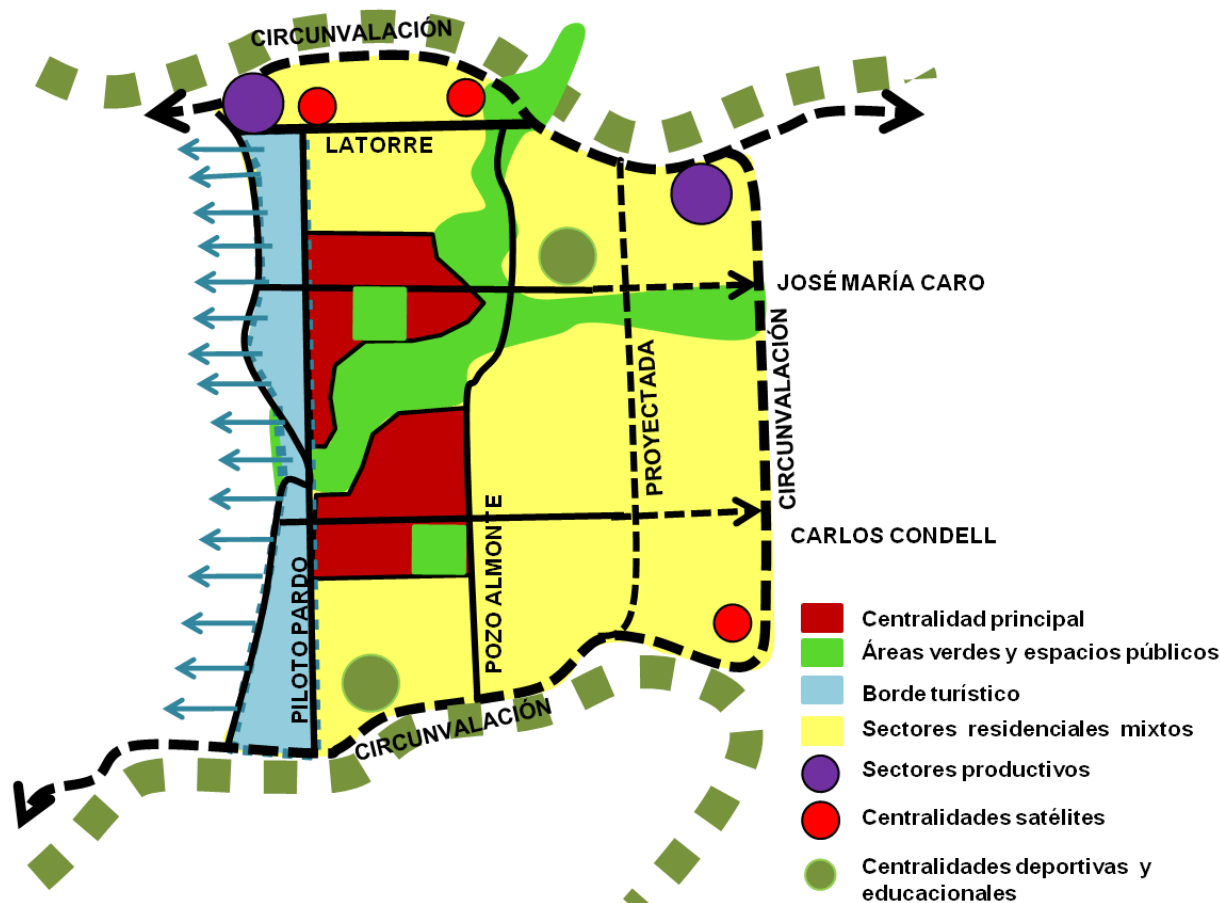 CIRCUNVALACIÓN
LATORRE
JOSÉ MARÍA CARO
CIRCUNVALACIÓN
PROYECTADA
CARLOS CONDELL
POZO ALMONTE
PILOTO PARDO
CIRCUNVALACIÓN
Centralidad principal
Áreas verdes y espacios públicos
Borde turístico
Sectores residenciales mixtos
Sectores productivos
Centralidades satélites
Centralidades deportivas y
educacionales